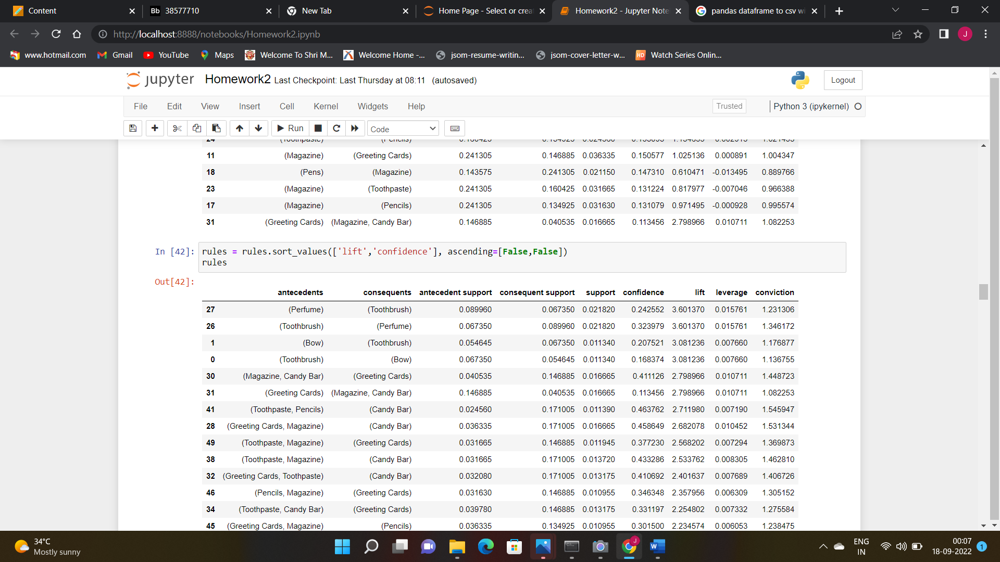 Content
Bb 38577710
New Tab
Home Page - Select or crea
Homework2 - Jupyter Note
pandas dataframe to csv wi
http://localhost:8888/notebooks/Homework2.ipynb
J
www.hotmail.com Gmail YouTube Maps Welcome To Shri M... Welcome Home -... jsom-resume-writin... jsom-cover-letter-w... HD Watch Series Onlin...
jupyter Homework2 Last Checkpoint: Last Thursday at 08:11 (autosaved) Logout
File Edit View Insert Cell Kernel Widgets Help Trusted Python 3 (ipykernel)
Run Code
11 (Magazine) (Greeting Cards) 0.241305 0.146885 0.036335 0.150577 1.025136 0.000891 1.004347
18 (Pens) (Magazine) 0.143575 0.241305 0.021150 0.147310 0.610471 -0.013495 0.889766
23 (Magazine) (Toothpaste) 0.241305 0.160425 0.031665 0.131224 0.817977 -0.007046 0.966388
17 (Magazine) (Pencils) 0.241305 0.134925 0.031630 0.131079 0.971495 -0.000928 0.995574
31 (Greeting Cards) (Magazine, Candy Bar) 0.146885 0.040535 0.016665 0.113456 2.798966 0.010711 1.082253
In [42]: rules = rules.sort_values(['lift','confidence'], ascending=[False,False])
rules
Out[42]:
antecedents consequents antecedent support consequent support support confidence lift leverage conviction
27 (Perfume) (Toothbrush) 0.089960 0.067350 0.021820 0.242552 3.601370 0.015761 1.231306
26 (Toothbrush) (Perfume) 0.067350 0.089960 0.021820 0.323979 3.601370 0.015761 1.346172
1 (Bow) (Toothbrush) 0.054645 0.067350 0.011340 0.207521 3.081236 0.007660 1.176877
0 (Toothbrush) (Bow) 0.067350 0.054645 0.011340 0.168374 3.081236 0.007660 1.136755
30 (Magazine, Candy Bar) (Greeting Cards) 0.040535 0.146885 0.016665 0.411126 2.798966 0.010711 1.448723
31 (Greeting Cards) (Magazine, Candy Bar) 0.146885 0.040535 0.016665 0.113456 2.798966 0.010711 1.082253
41 (Toothpaste, Pencils) (Candy Bar) 0.024560 0.171005 0.011390 0.463762 2.711980 0.007190 1.545947
28 (Greeting Cards, Magazine) (Candy Bar) 0.036335 0.171005 0.016665 0.458649 2.682078 0.010452 1.531344
49 (Toothpaste, Magazine) (Greeting Cards) 0.031665 0.146885 0.011945 0.377230 2.568202 0.007294 1.369873
38 (Toothpaste, Magazine) (Candy Bar) 0.031665 0.171005 0.013720 0.433286 2.533762 0.008305 1.462810
32 (Greeting Cards, Toothpaste) (Candy Bar) 0.032080 0.171005 0.013175 0.410692 2.401637 0.007689 1.406726
46 (Pencils, Magazine) (Greeting Cards) 0.031630 0.146885 0.010955 0.346348 2.357956 0.006309 1.305152
34 (Toothpaste, Candy Bar) (Greeting Cards) 0.039780 0.146885 0.013175 0.331197 2.254802 0.007332 1.275584
45 (Greeting Cards, Magazine) (Pencils) 0.036335 0.134925 0.010955 0.301500 2.234574 0.006053 1.238475
34°C
Mostly sunny
J
W
ENG
IN
00:07
18-09-2022
1